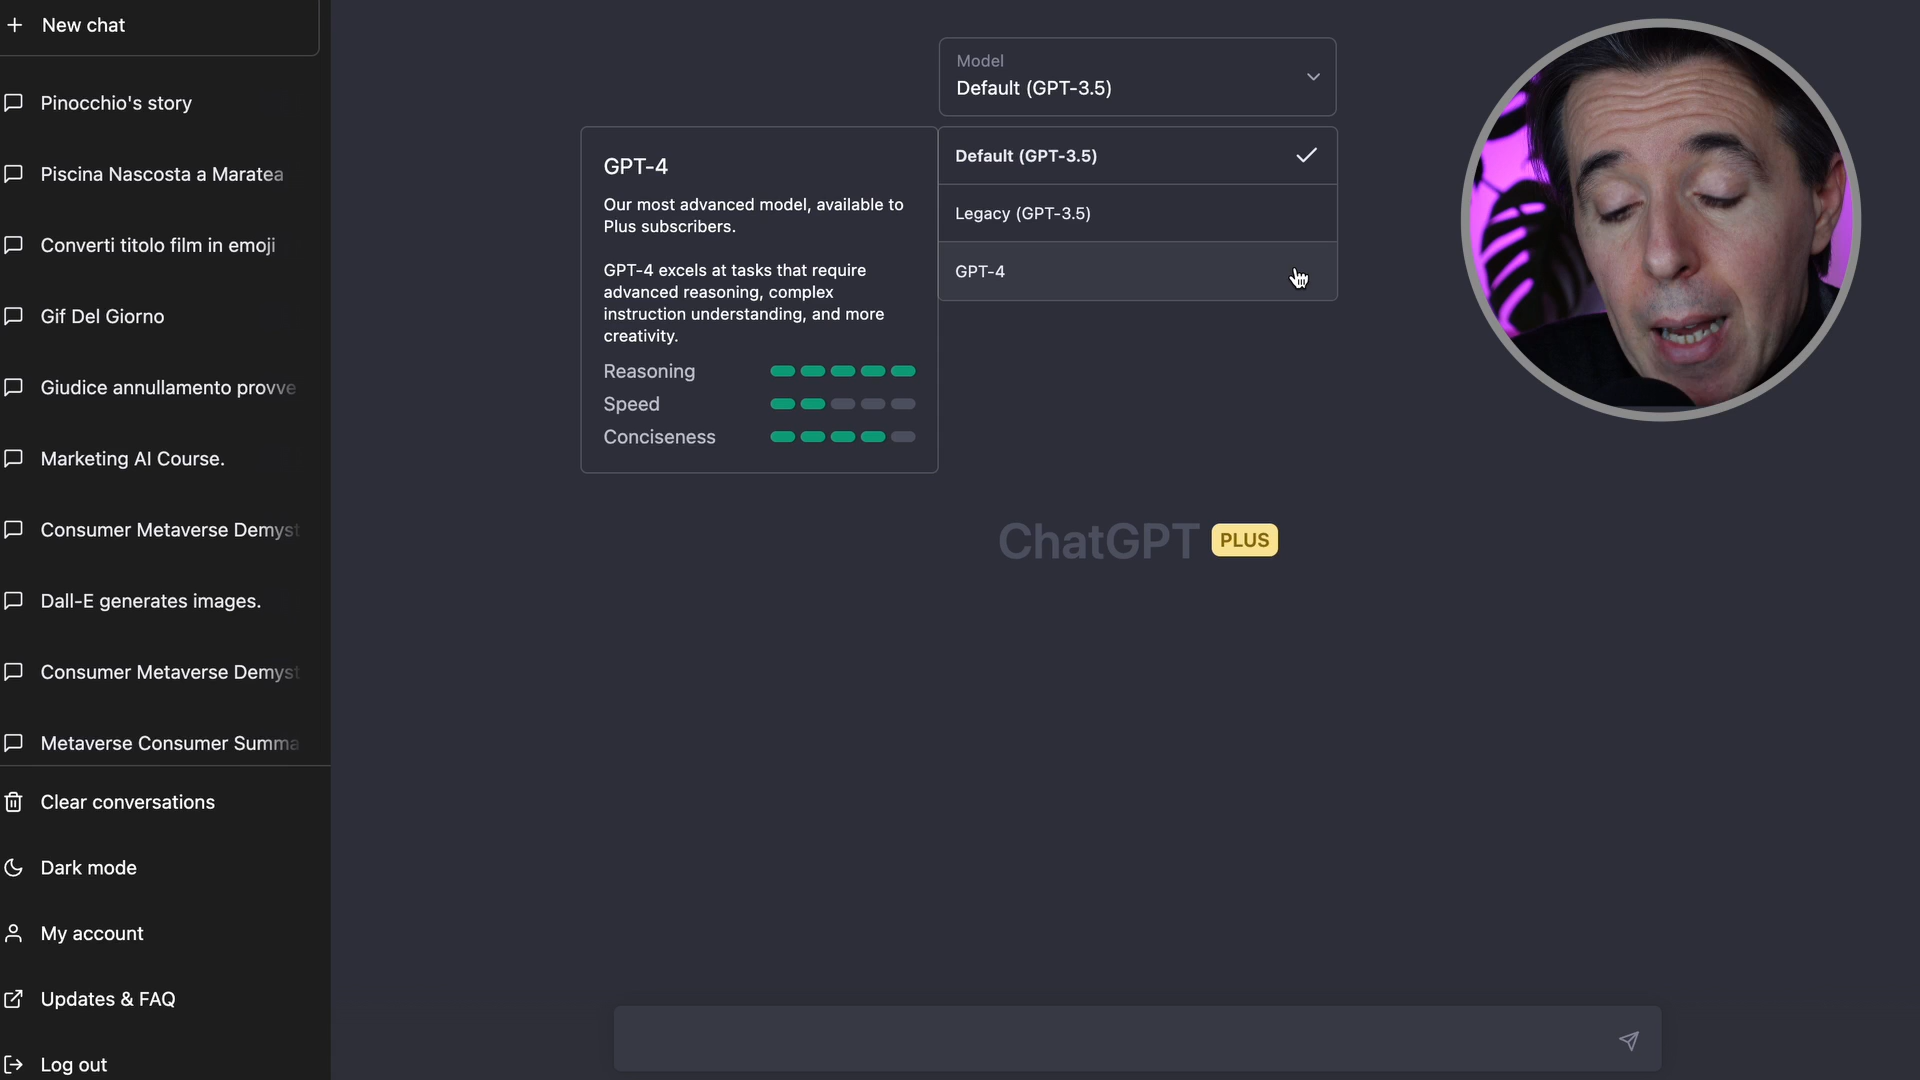 New chat
Pinocchio's story
Piscina Nascosta a Maratea
Converti titolo film in emoji
Gif Del Giorno
Giudice annullamento provve
Marketing AI Course.
Consumer Metaverse Demyst
Dall-E generates images.
Consumer Metaverse Demyst
Metaverse Consumer Summa
Clear conversations
Dark mode
My account
Updates & FAQ
Log out
Model
Default (GPT-3.5)
Default (GPT-3.5)
Legacy (GPT-3.5)
GPT-4
GPT-4
Our most advanced model, available to
Plus subscribers.
GPT-4 excels at tasks that require
advanced reasoning, complex
instruction understanding, and more
creativity.
Reasoning
Speed
Conciseness
ChatGPT PLUS